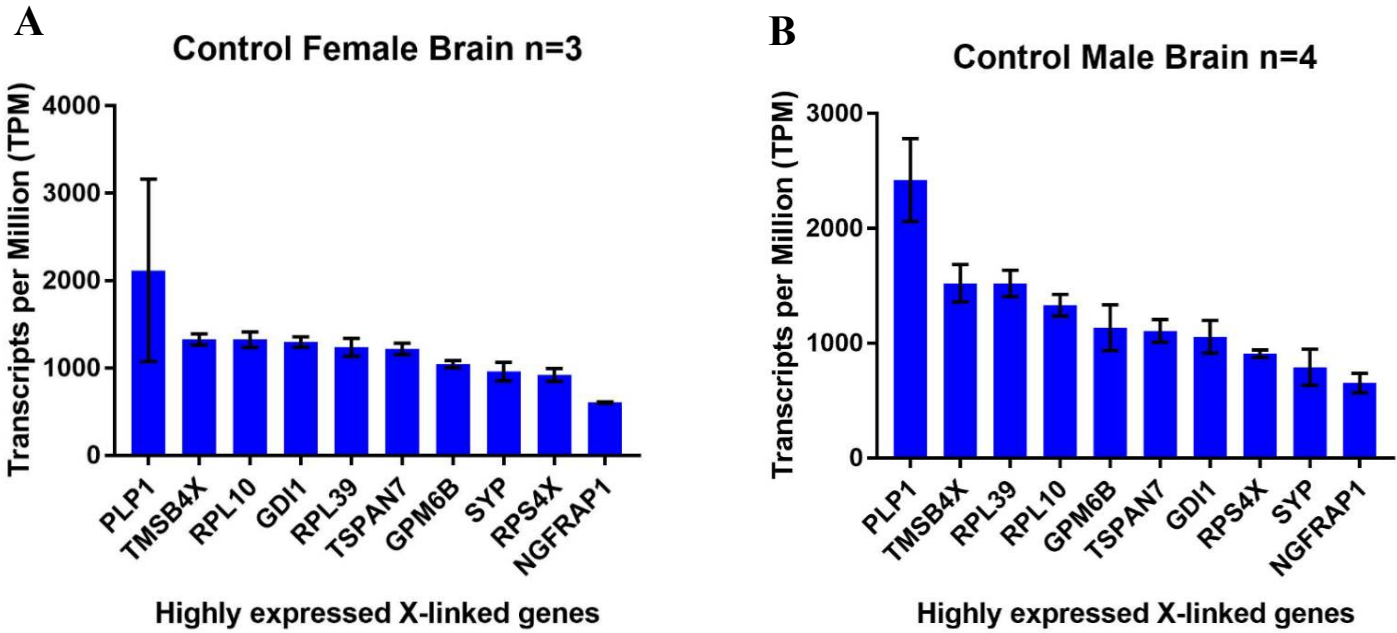 A
Control Female Brain n=3
Transcripts per Million (TPM)
4000
3000
2000
1000
0
PLP1
TMSB4X
RPL10
GDI1
RPL39
TSPAN7
GPM6B
SYP
RPS4X
NGFRAP1
Highly expressed X-linked genes
B
Control Male Brain n=4
Transcripts per Million (TPM)
3000
2000
1000
0
PLP1
TMSB4X
RPL39
RPL10
GPM6B
TSPAN7
GDI1
RPS4X
SYP
NGFRAP1
Highly expressed X-linked genes